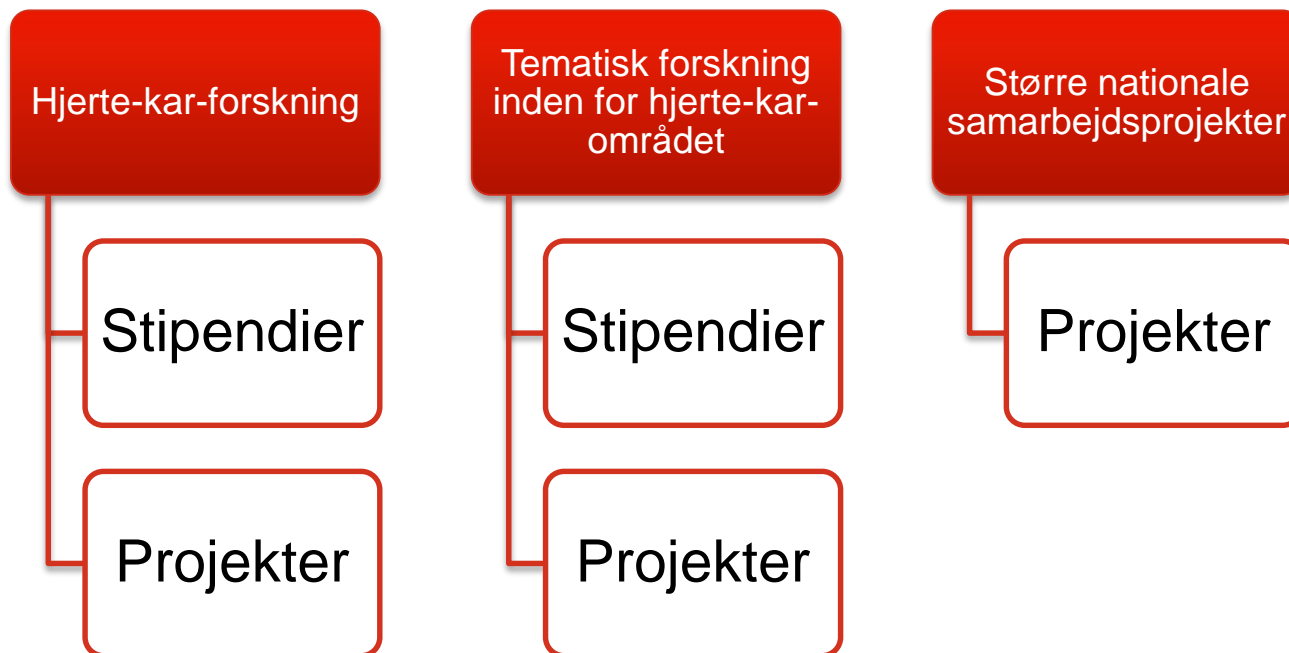 Hjerte-kar-forskning
Stipendier
Projekter
Tematisk forskning
inden for hjerte-kar-
området
Stipendier
Projekter
Større nationale
samarbejdsprojekter
Projekter